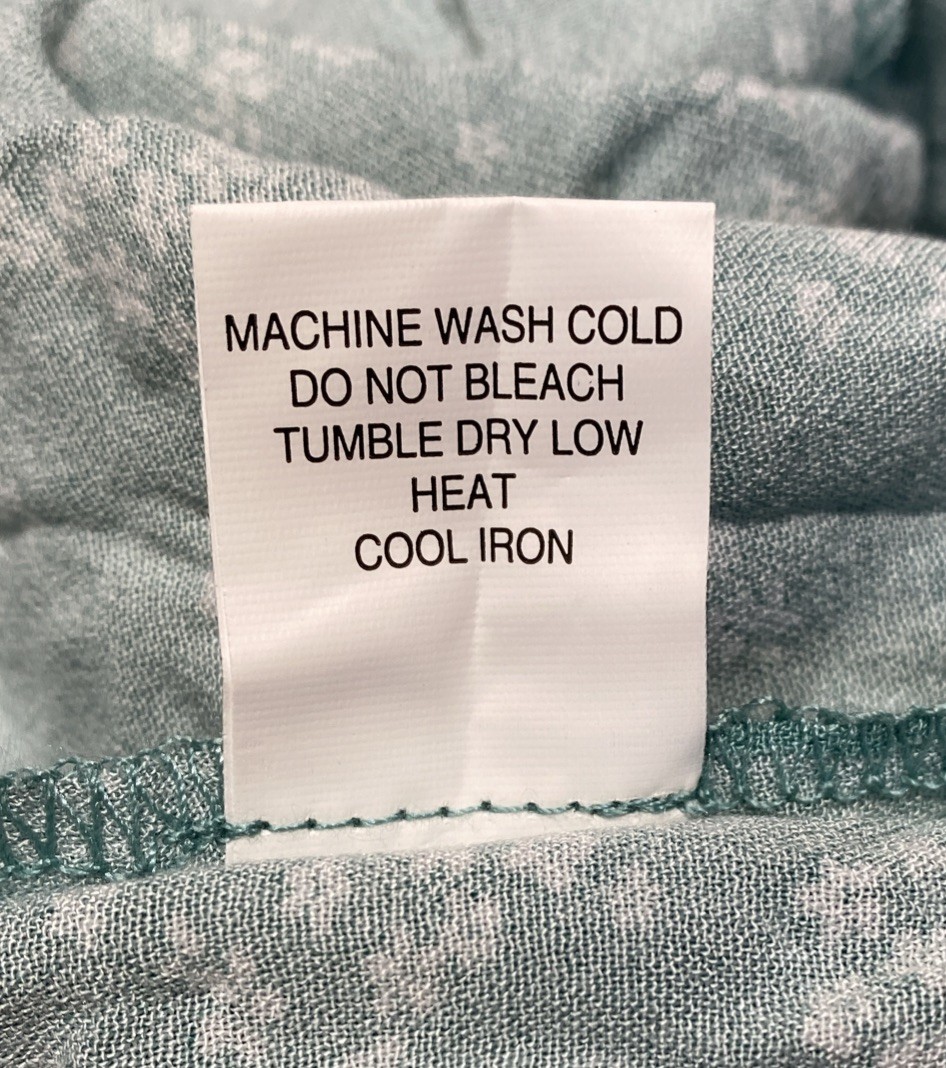 MACHINE WASH COLD
DO NOT BLEACH
TUMBLE DRY LOW
HEAT
COOL IRON